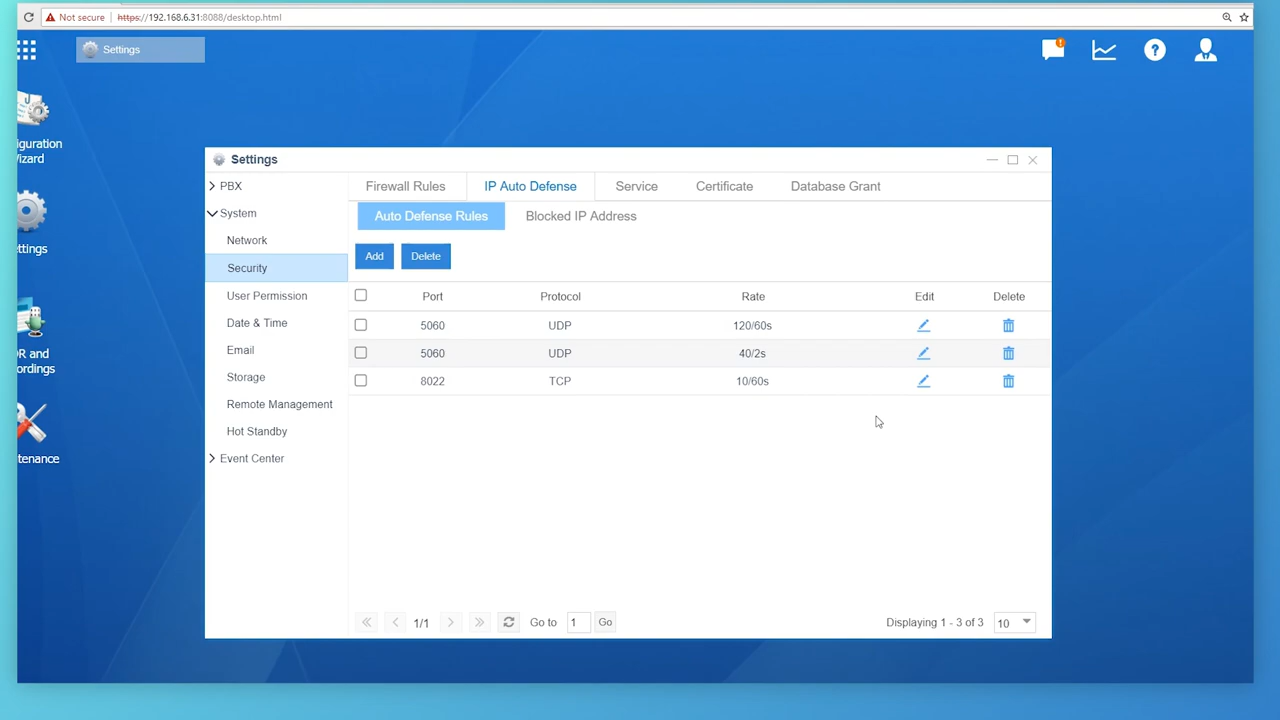 Not secure https://192.168.6.31:8088/desktop.html
Settings
!
?
iguration
Vizard
ettings
DR and
ordings
tenance
Settings
PBX
System
Network
Security
User Permission
Date & Time
Email
Storage
Remote Management
Hot Standby
Event Center
Firewall Rules IP Auto Defense Service Certificate Database Grant
Auto Defense Rules Blocked IP Address
Add Delete
Port Protocol Rate Edit Delete
5060 UDP 120/60s
5060 UDP 40/2s
8022 TCP 10/60s
1/1 Go to 1 Go Displaying 1 - 3 of 3 10